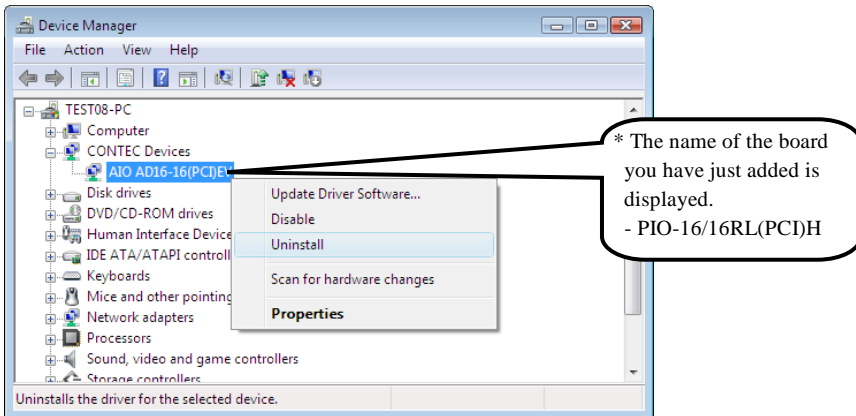 Device Manager
File Action View Help
TEST08-PC
Computer
CONTEC Devices
AIO AD16-16(PCI)EV
Disk drives
DVD/CD-ROM drives
Human Interface Device
IDE ATA/ATAPI controll
Keyboards
Mice and other pointing
Network adapters
Processors
Sound, video and game controllers
Storage controllers
Update Driver Software...
Disable
Uninstall
Scan for hardware changes
Properties
* The name of the board
you have just added is
displayed.
- PIO-16/16RL(PCI)H
Uninstalls the driver for the selected device.